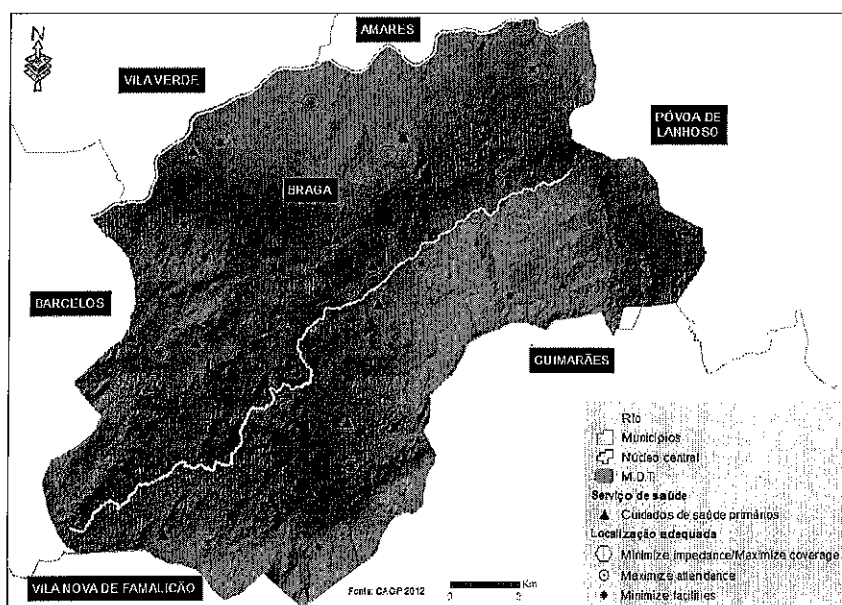 N
AMARES
VILA VERDE
PÓVOA DE
LANHOSO
BRAGA
BARCELOS
GUIMARÃES
VILA NOVA DE FAMALICÃO
Fonte: CAOP 2012
Km
Rio
Municípios
Núcleo central
M.D.T
Serviço de saúde
Cuidados de saúde primários
Localização adequada
Minimize impedance/Maximize coverage
Maximize attendance
Minimize facilities